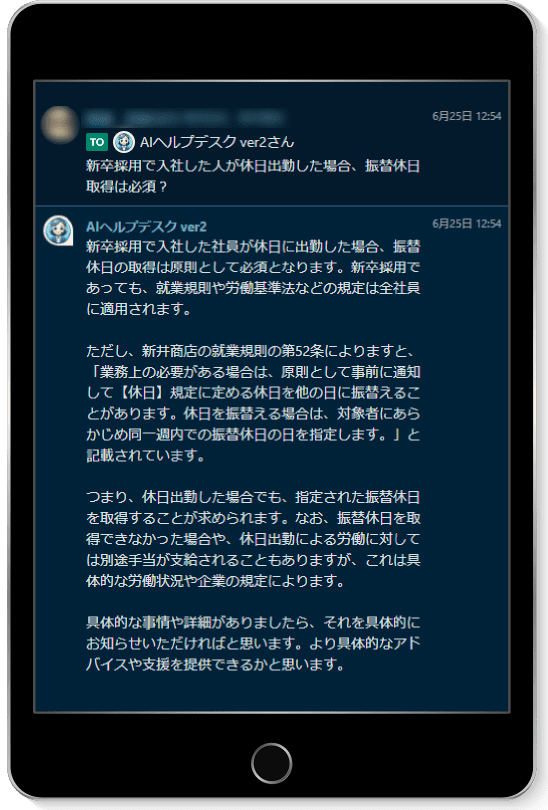 6月25日 12:54
TO AIヘルプデスク ver2さん
新卒採用で入社した人が休日出勤した場合、振替休日
取得は必須？
AIヘルプデスク ver2
6月25日 12:54
新卒採用で入社した社員が休日に出勤した場合、振替
休日の取得は原則として必須となります。新卒採用で
あっても、就業規則や労働基準法などの規定は全社員
に適用されます。
ただし、新井商店の就業規則の第52条によりますと、
「業務上の必要がある場合は、原則として事前に通知
して【休日】規定に定める休日を他の日に振替えるこ
とがあります。休日を振替える場合は、対象者にあら
かじめ同一週内での振替休日の日を指定します。」と
記載されています。
つまり、休日出勤した場合でも、指定された振替休日
を取得することが求められます。なお、振替休日を取
得できなかった場合や、休日出勤による労働に対して
は別途手当が支給されることもありますが、これは具
体的な労働状況や企業の規定によります。
具体的な事情や詳細がありましたら、それを具体的に
お知らせいただければと思います。より具体的なアド
バイスや支援を提供できるかと思います。